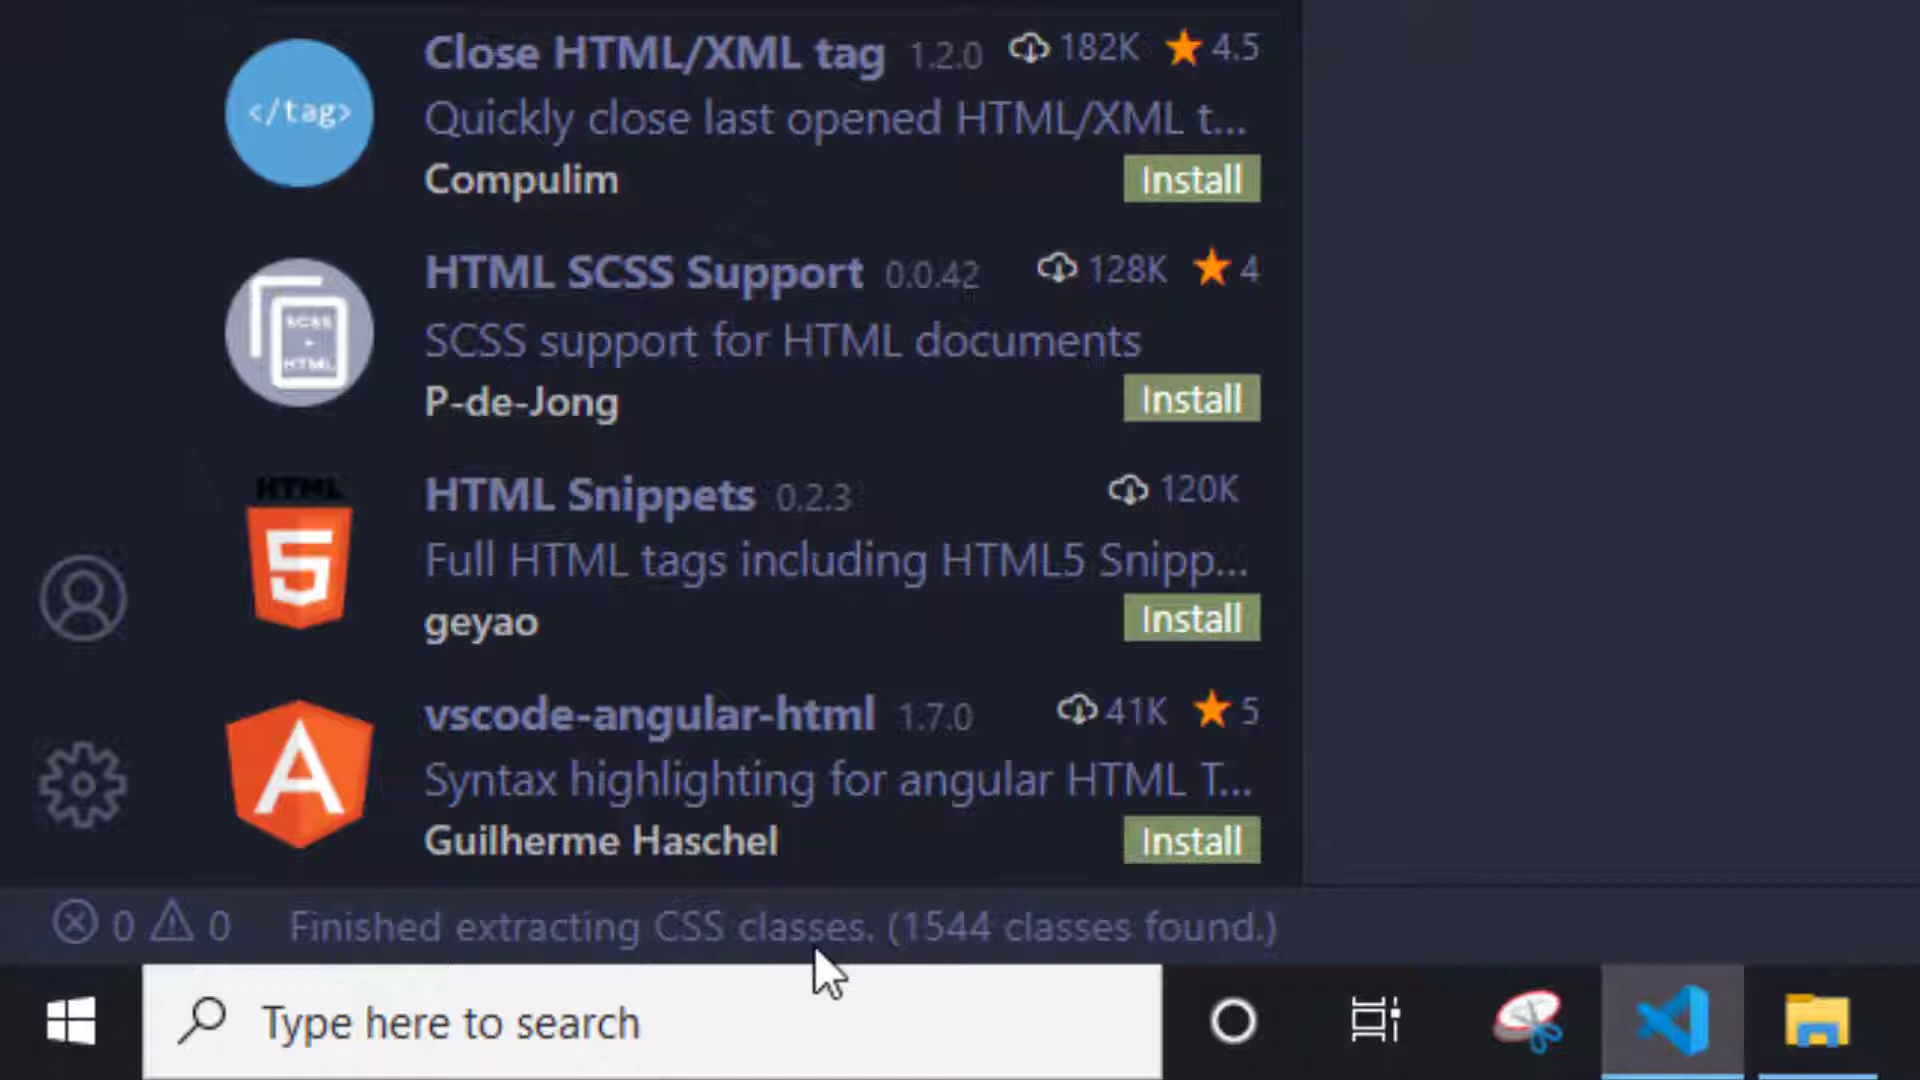 </tag>
Close HTML/XML tag 1.2.0 182K 4.5
Quickly close last opened HTML/XML t...
Compulim Install
SCSS
+
HTML
HTML SCSS Support 0.0.42 128K 4
SCSS support for HTML documents
P-de-Jong Install
HTML
5
HTML Snippets 0.2.3 120K
Full HTML tags including HTML5 Snipp...
geyao Install
A
vscode-angular-html 1.7.0 41K 5
Syntax highlighting for angular HTML T...
Guilherme Haschel Install
0 0 Finished extracting CSS classes. (1544 classes found.)
Type here to search